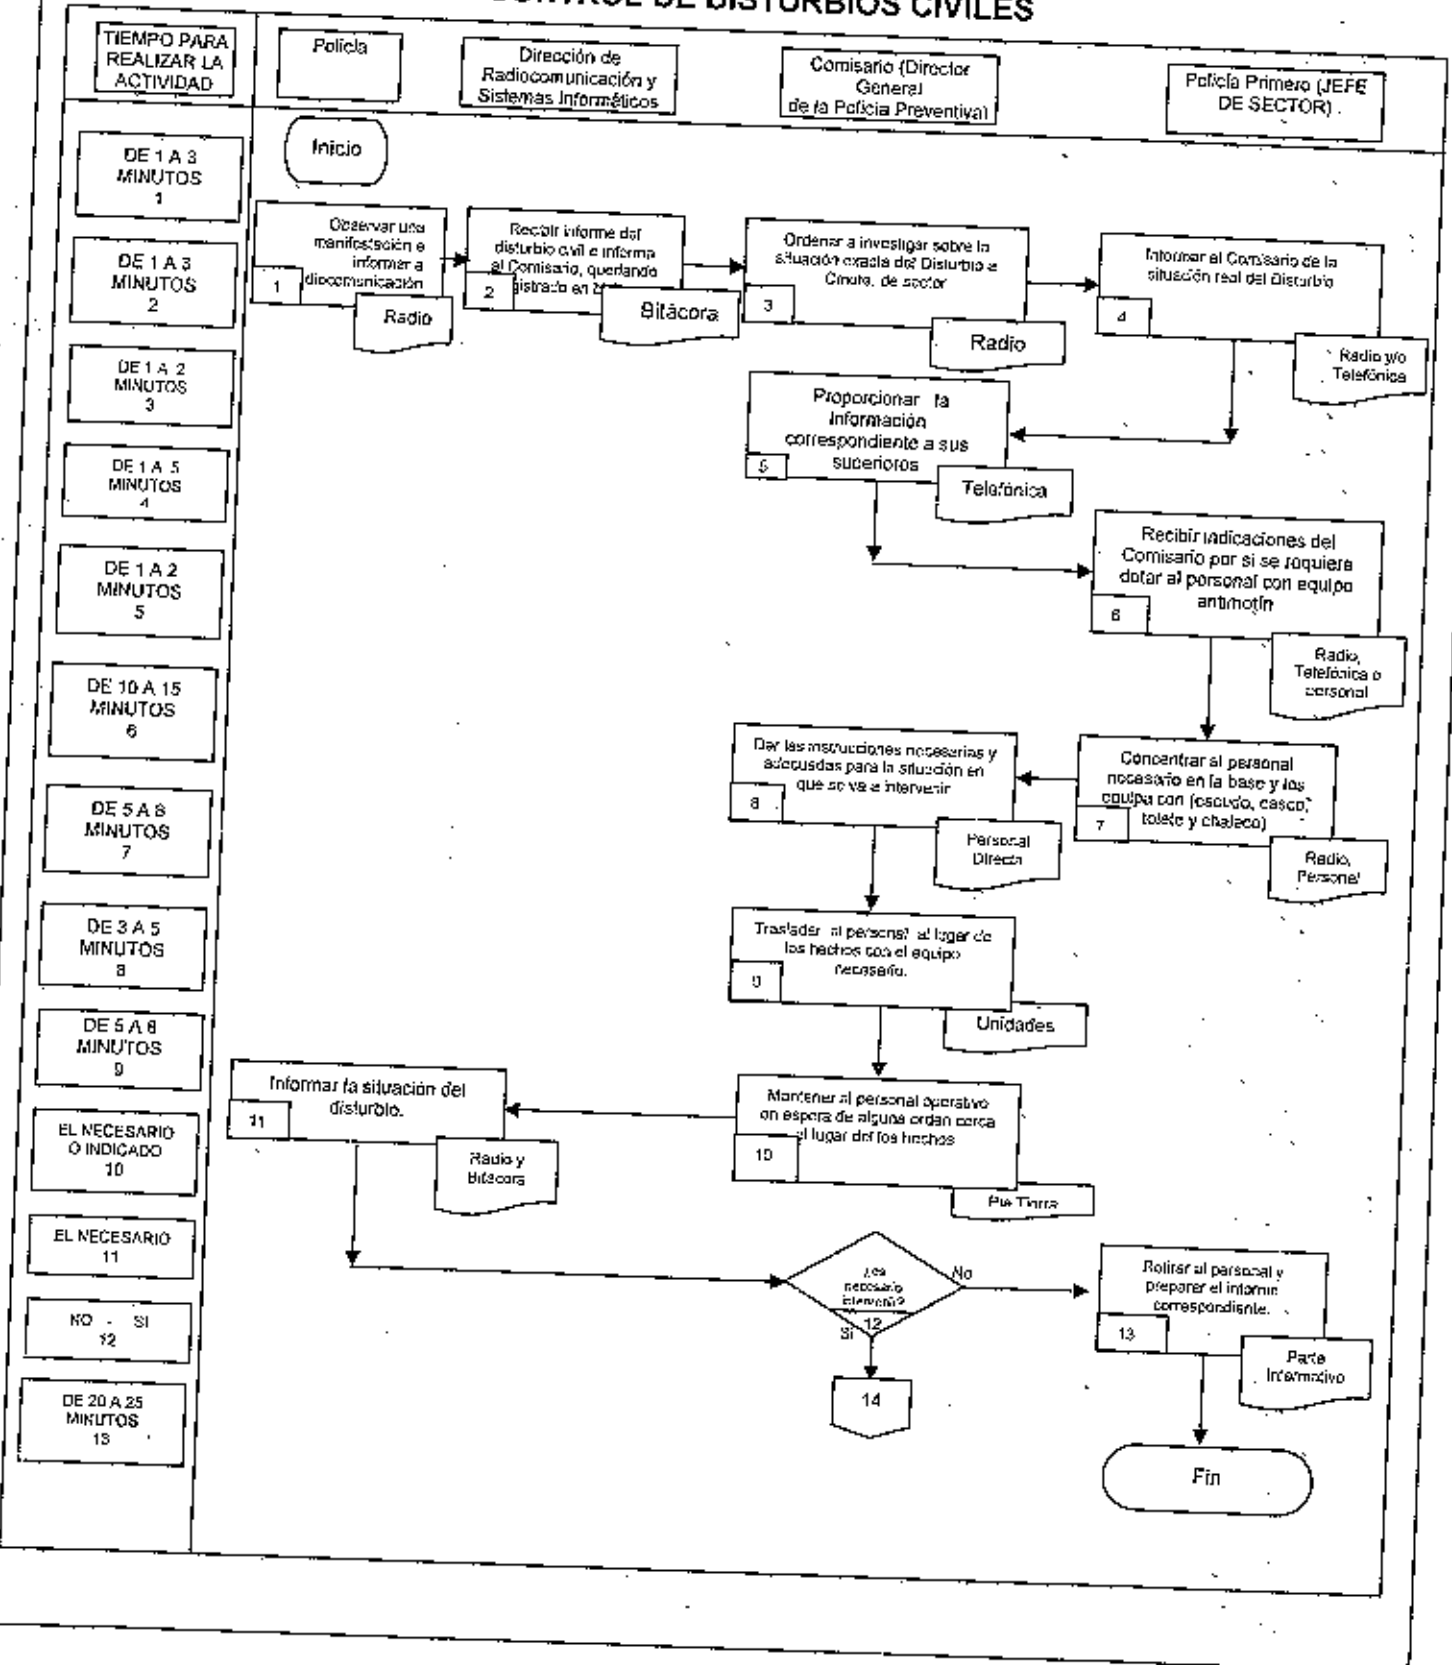 CONTROL DE DISTURBIOS CIVILES
TIEMPO PARA
REALIZAR LA
ACTIVIDAD
Policía
Dirección de
Radiocomunicación y
Sistemas Informáticos
Comisario (Director
General
de la Policía Preventiva)
Policía Primero (JEFE
DE SECTOR)
DE 1 A 3
MINUTOS
1
Inicio
DE 1 A 3
MINUTOS
2
Observar una
manifestación e
informar a
diocomunicación
1
Radio
Recibir informe del
disturbio civil e informa
al Comisario, quedando
gistrado en
2
Bitácora
Ordenar a investigar sobre la
situación exacta del Disturbio a
de sector
3
Radio
Informar al Comisario de la
situación real del Disturbio
4
Radio y/o
Telefónica
DE 1 A 2
MINUTOS
3
Proporcionar la
información
correspondiente a sus
superiores
5
Telefónica
DE 1 A 5
MINUTOS
4
DE 1 A 2
MINUTOS
5
Recibir indicaciones del
Comisario por si se requiere
dotar al personal con equipo
antimotín
6
Radio,
Telefónica o
personal
DE 10 A 15
MINUTOS
6
DE 5 A 8
MINUTOS
7
Dar las instrucciones necesarias y
adecuadas para la situación en
que se va a intervenir
8
Personal
Directa
Concentrar al personal
necesario en la base y los
equipa con (escudo, casco,
tolete y chaleco)
7
Radio,
Personal
DE 3 A 5
MINUTOS
8
Trasladar al personal al lugar de
los hechos con el equipo
necesario.
9
Unidades
DE 5 A 8
MINUTOS
9
EL NECESARIO
O INDICADO
10
Informar la situación del
disturbio.
11
Radio y
Bitácora
Mantener al personal operativo
en espera de alguna orden cerca
l lugar de los hechos
10
Pie Tierra
EL NECESARIO
11
¿es
necesario
intervenir?
12
No
Si
14
Retirar al personal y
preparar el informe
correspondiente.
13
Parte
Informativo
NO - SI
12
DE 20 A 25
MINUTOS
13
Fin